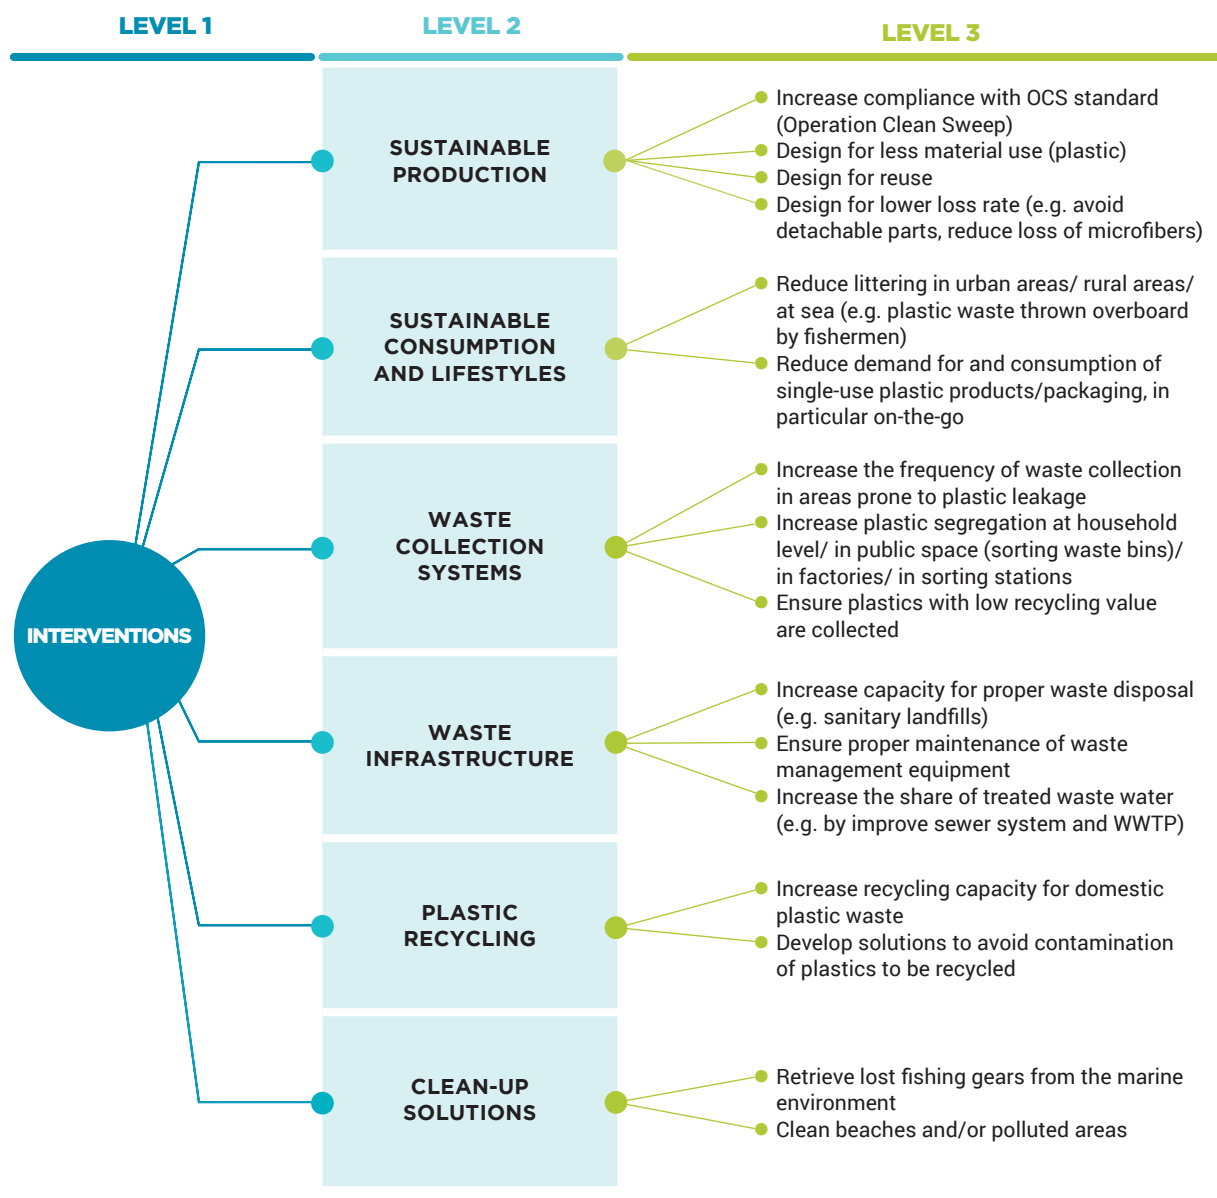 LEVEL 1
LEVEL 2
LEVEL 3
INTERVENTIONS
SUSTAINABLE
PRODUCTION
Increase compliance with OCS standard
(Operation Clean Sweep)
Design for less material use (plastic)
Design for reuse
Design for lower loss rate (e.g. avoid
detachable parts, reduce loss of microfibers)
SUSTAINABLE
CONSUMPTION
AND LIFESTYLES
Reduce littering in urban areas/ rural areas/
at sea (e.g. plastic waste thrown overboard
by fishermen)
Reduce demand for and consumption of
single-use plastic products/packaging, in
particular on-the-go
WASTE
COLLECTION
SYSTEMS
Increase the frequency of waste collection
in areas prone to plastic leakage
Increase plastic segregation at household
level/ in public space (sorting waste bins)/
in factories/ in sorting stations
Ensure plastics with low recycling value
are collected
WASTE
INFRASTRUCTURE
Increase capacity for proper waste disposal
(e.g. sanitary landfills)
Ensure proper maintenance of waste
management equipment
Increase the share of treated waste water
(e.g. by improve sewer system and WWTP)
PLASTIC
RECYCLING
Increase recycling capacity for domestic
plastic waste
Develop solutions to avoid contamination
of plastics to be recycled
CLEAN-UP
SOLUTIONS
Retrieve lost fishing gears from the marine
environment
Clean beaches and/or polluted areas